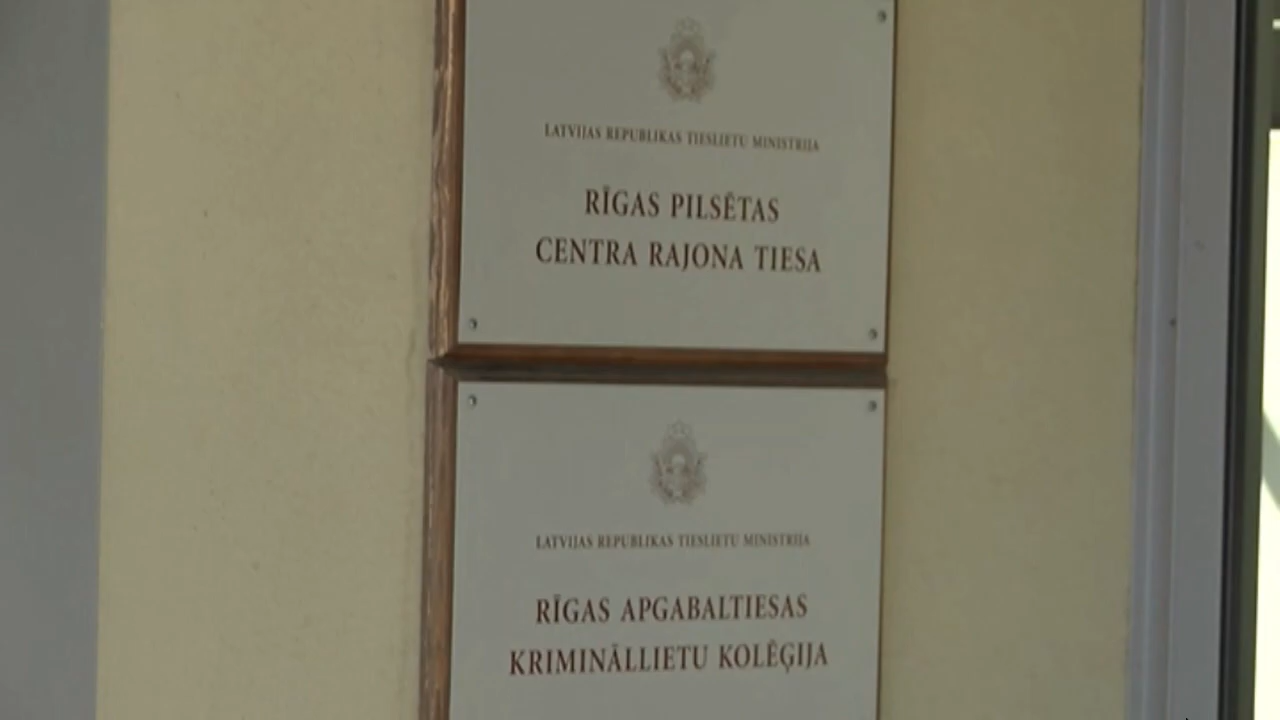 LATVIJAS REPUBLIKAS TIESLIETU MINISTRIJA
RĪGAS PILSĒTAS
CENTRA RAJONA TIESA
LATVIJAS REPUBLIKAS TIESLIETU MINISTRIJA
RĪGAS APGABALTIESAS
KRIMINĀLLIETU KOLĒĢIJA